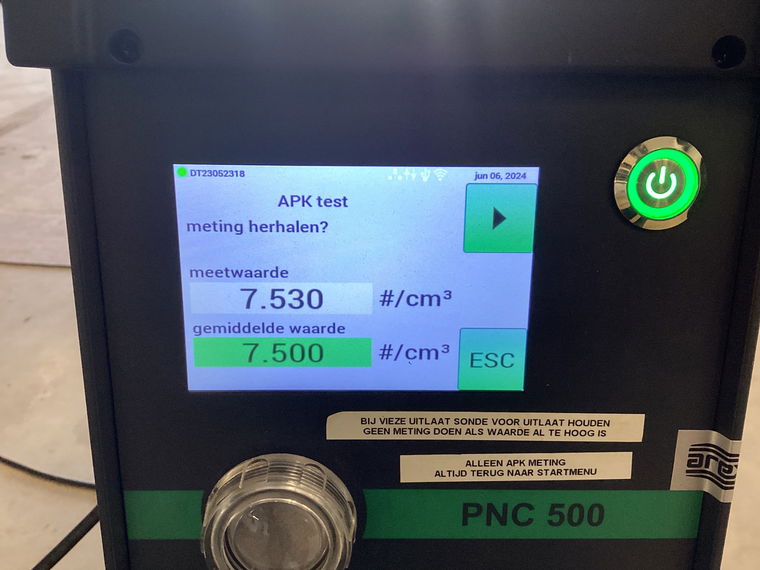 DT23052318
jun 06, 2024
APK test
meting herhalen?
meetwaarde
7.530 #/cm³
gemiddelde waarde
7.500 #/cm³
ESC
BIJ VIEZE UITLAAT SONDE VOOR UITLAAT HOUDEN
GEEN METING DOEN ALS WAARDE AL TE HOOG IS
ALLEEN APK METING
ALTIJD TERUG NAAR STARTMENU
PNC 500